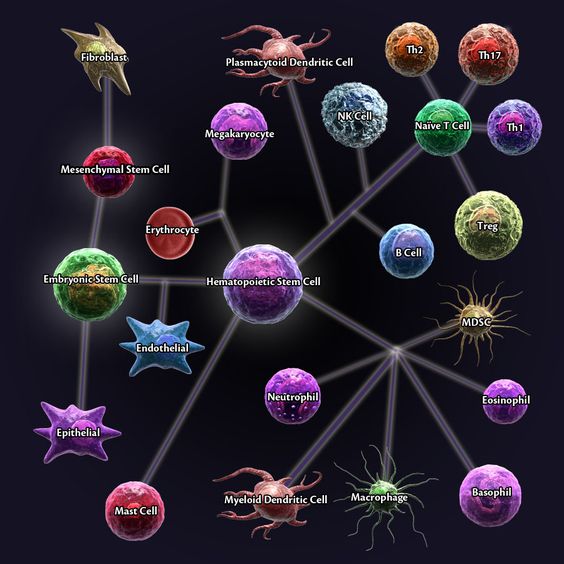 Fibroblast
Plasmacytoid Dendritic Cell
Th2
Th17
NK Cell
Naïve T Cell
Th1
Megakaryocyte
Mesenchymal Stem Cell
Erythrocyte
Treg
B Cell
Embryonic Stem Cell
Hematopoietic Stem Cell
MDSC
Endothelial
Neutrophil
Eosinophil
Epithelial
Basophil
Mast Cell
Myeloid Dendritic Cell
Macrophage